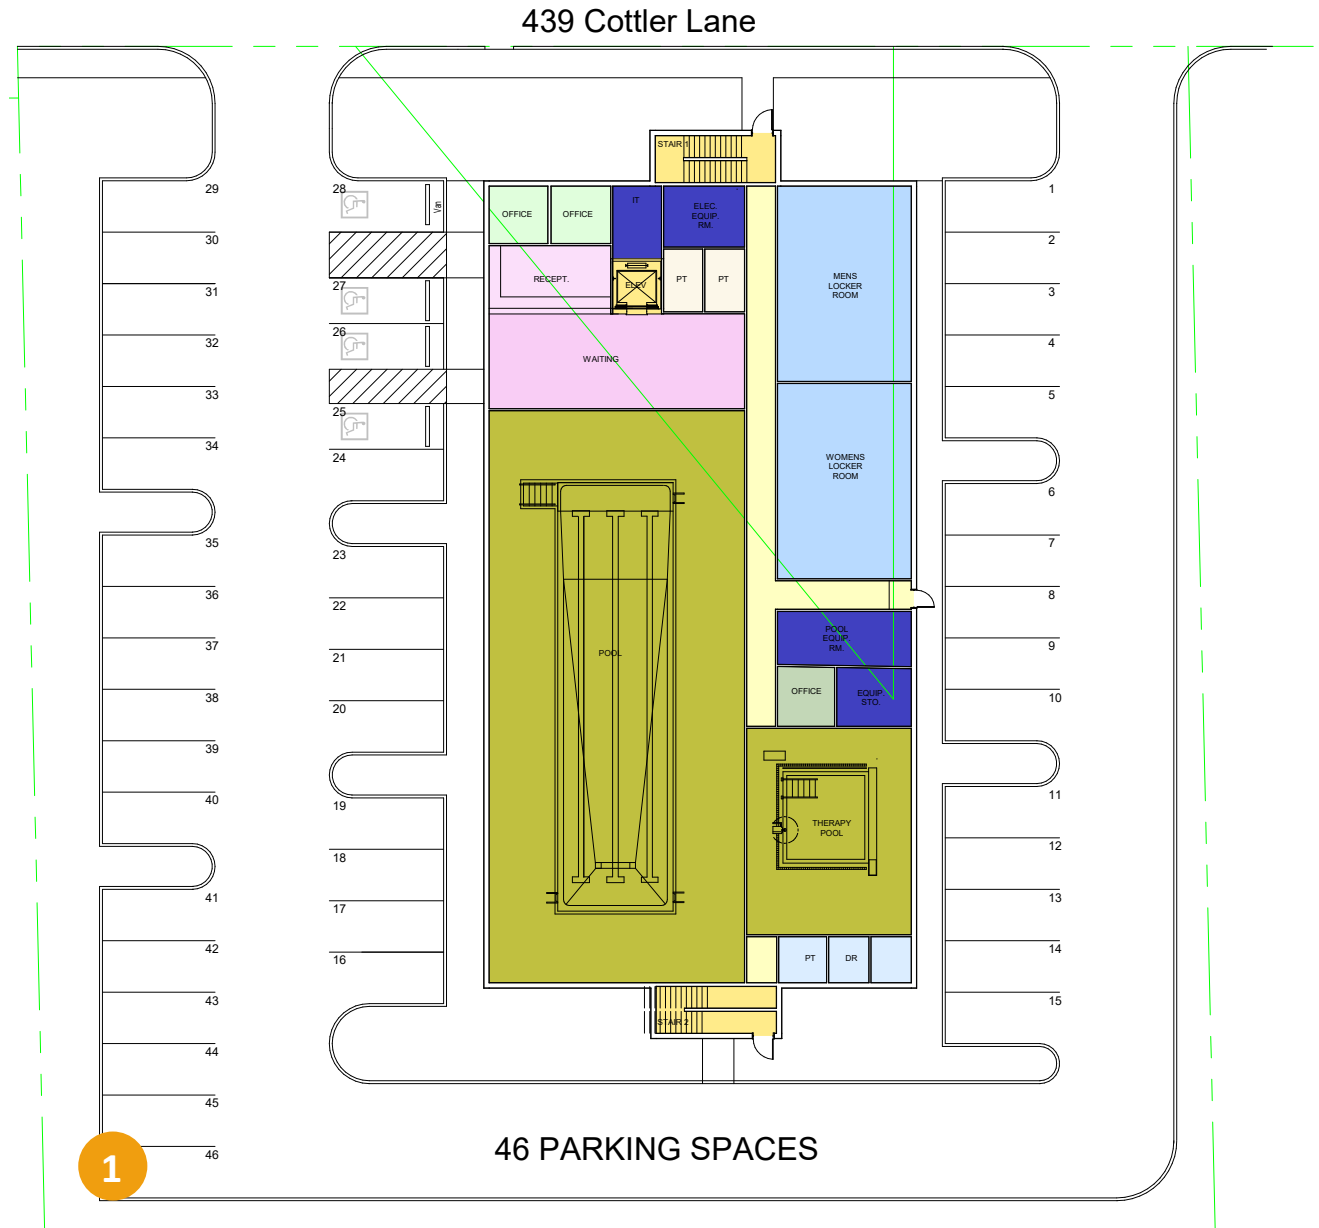 439 Cottler Lane
STAIR 1
29
28
Van
1
OFFICE
OFFICE
IT
ELEC.
EQUIP.
RM.
30
2
RECEPT.
ELEV
PT
PT
MENS
LOCKER
ROOM
31
27
3
32
26
4
WAITING
33
25
5
34
24
WOMENS
LOCKER
ROOM
6
35
23
7
36
22
8
37
21
POOL
POOL
EQUIP.
RM.
9
38
20
OFFICE
EQUIP.
STO.
10
39
40
19
11
THERAPY
POOL
18
12
41
17
13
42
16
PT
DR
14
43
15
STAIR 2
44
45
46
46 PARKING SPACES
1